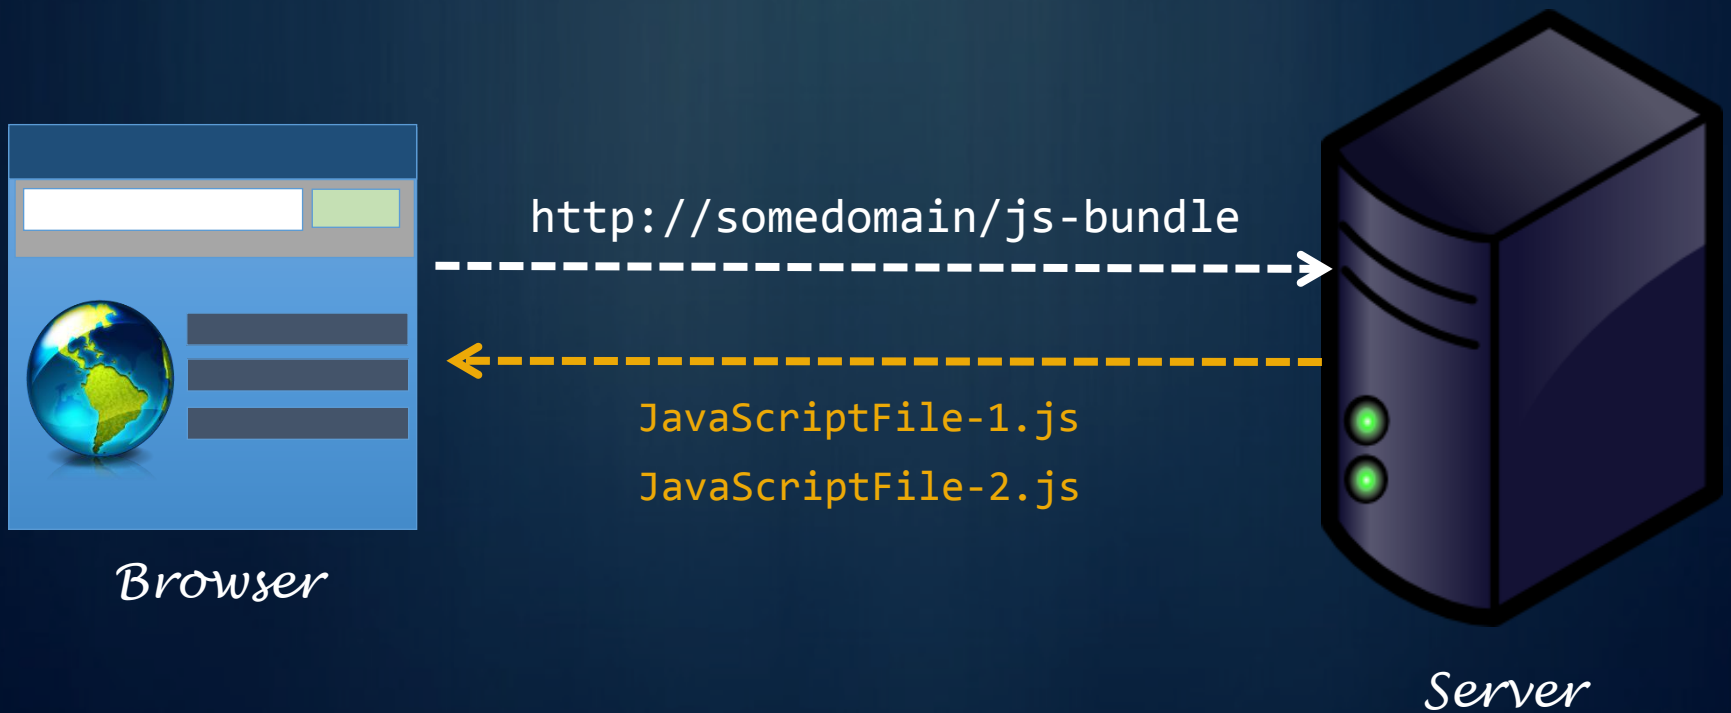 http://somedomain/js-bundle
JavaScriptFile-1.js
JavaScriptFile-2.js
Browser
Server